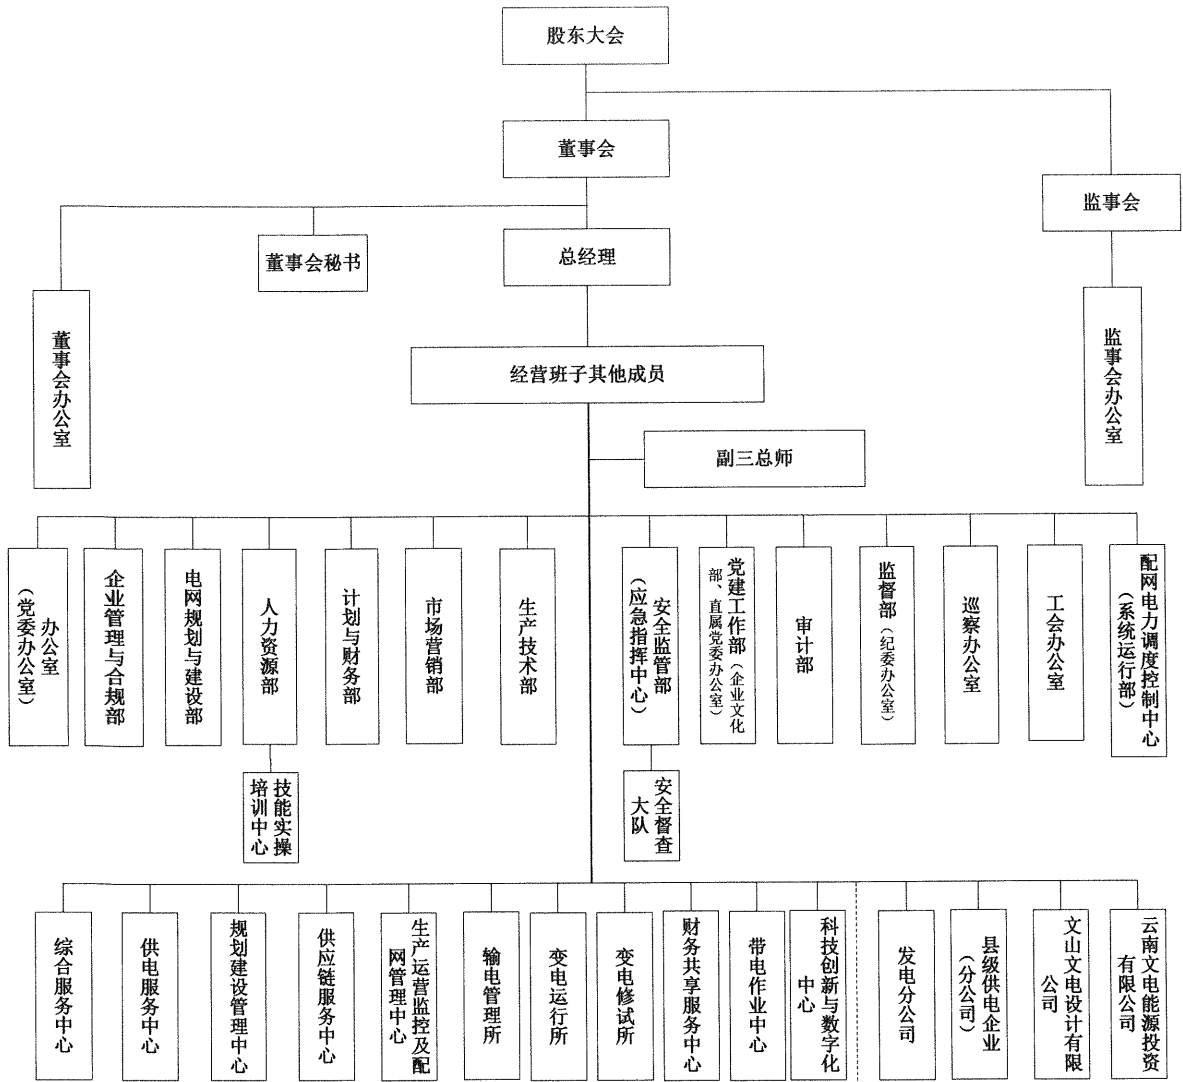 股东大会
董事会
监事会
总经理
董事会秘书
董事会办公室
监事会办公室
经营班子其他成员
副三总师
办公室
（党委办公室）
企业管理与合规部
电网规划与建设部
人力资源部
计划与财务部
市场营销部
生产技术部
安全监管部
（应急指挥中心）
党建工作部（企业文化
部、直属党委办公室）
审计部
监督部（纪委办公室）
巡察办公室
工会办公室
配网电力调度控制中心
（系统运行部）
技能实操
培训中心
安全督查
大队
综合服务中心
供电服务中心
规划建设管理中心
供应链服务中心
生产运营监控及配
网管理中心
输电管理所
变电运行所
变电修试所
财务共享服务中心
带电作业中心
科技创新与数字化
中心
发电分公司
县级供电企业
（分公司）
文山文电设计有限
公司
云南文电能源投资
有限公司